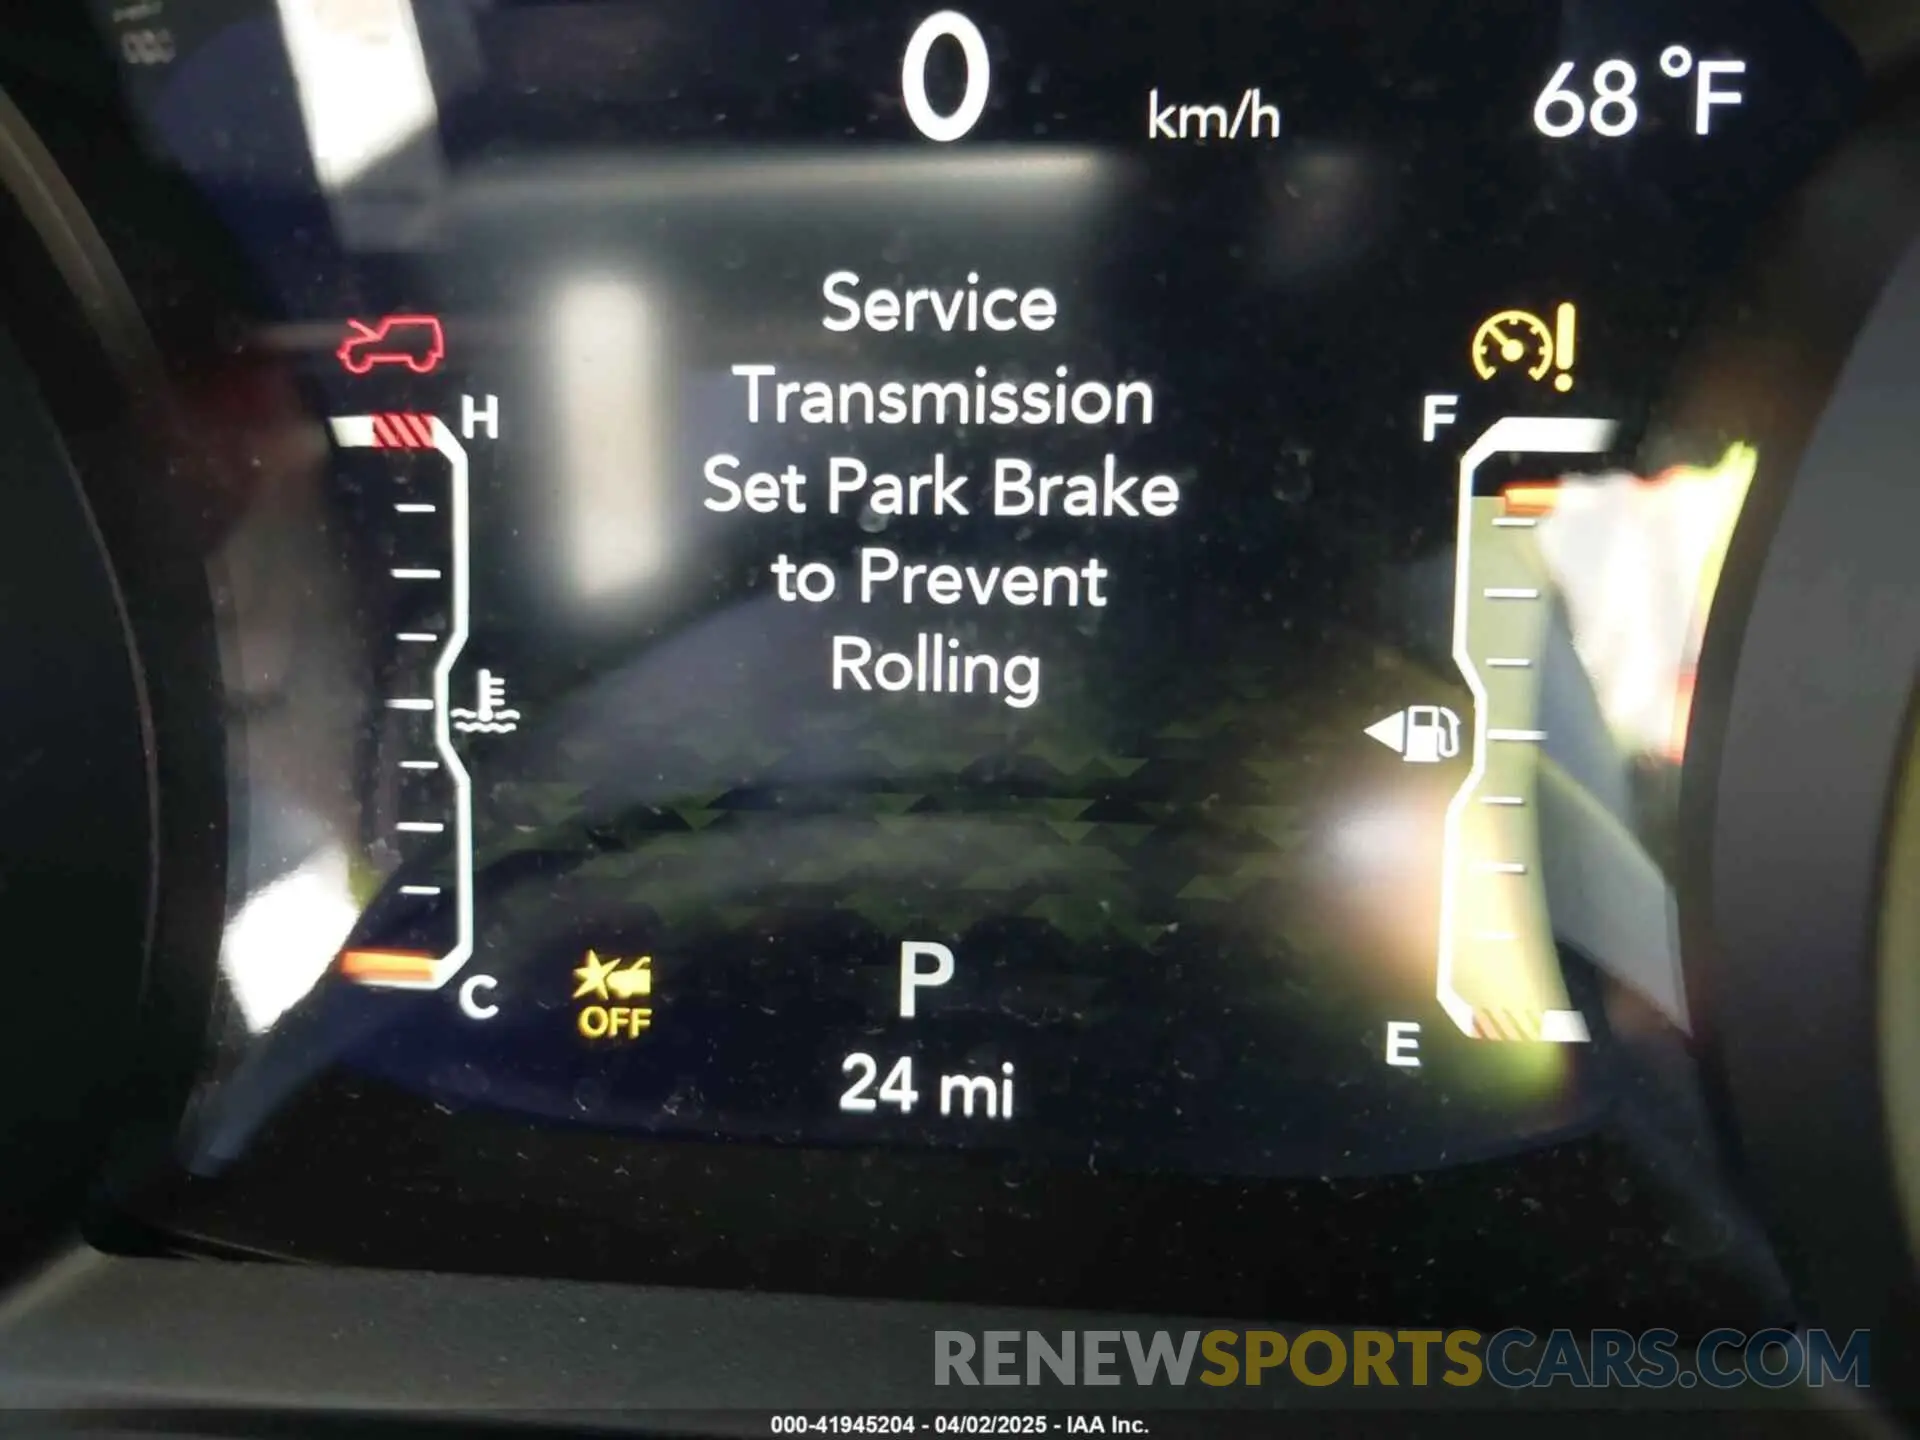 0 km/h 68 °F
Service
Transmission
Set Park Brake
to Prevent
Rolling
H
F
C
OFF
P
E
24 mi
RENEWSPORTSCARS.COM
000-41945204 - 04/02/2025 - IAA Inc.